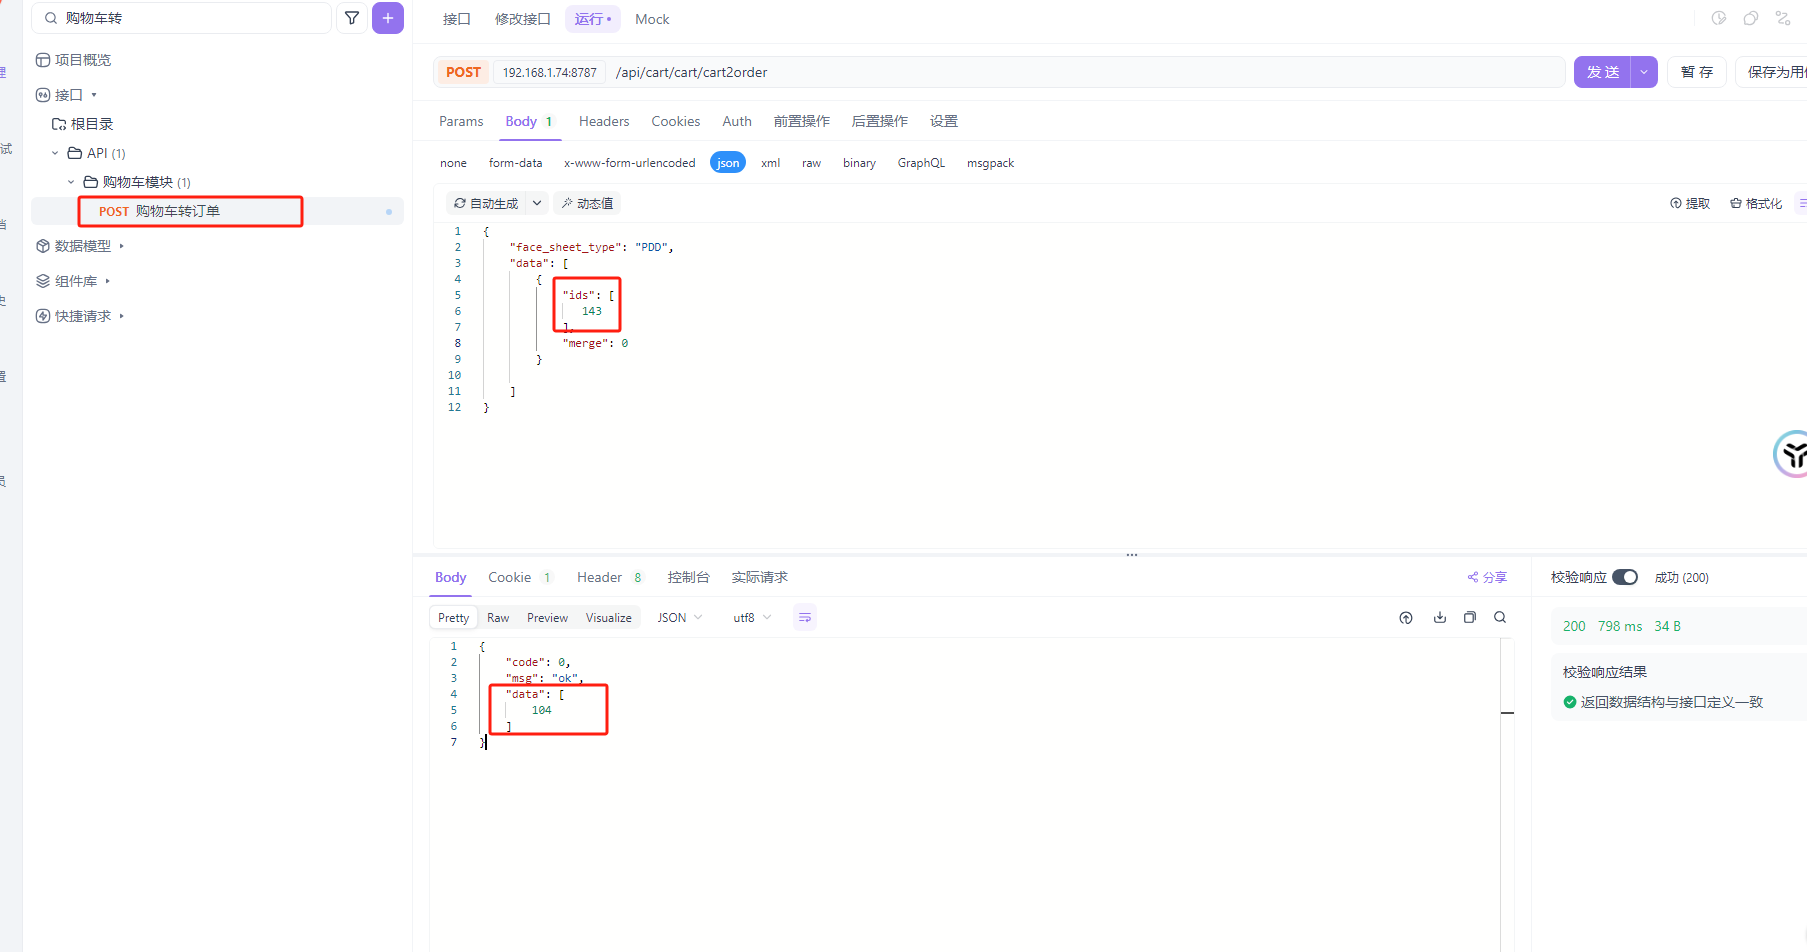 购物车转
理
试
档
史
置
员
项目概览
接口
根目录
API (1)
购物车模块 (1)
POST 购物车转订单
数据模型
组件库
快捷请求
接口 修改接口 运行 Mock
POST 192.168.1.74:8787 /api/cart/cart/cart2order 发 送 暂 存 保存为用例
Params Body 1 Headers Cookies Auth 前置操作 后置操作 设置
none form-data x-www-form-urlencoded json xml raw binary GraphQL msgpack
自动生成 动态值 提取 格式化
1 {
2 "face_sheet_type": "PDD",
3 "data": [
4 {
5 "ids": [
6 143
7 ],
8 "merge": 0
9 }
10
11 ]
12 }
Body Cookie 1 Header 8 控制台 实际请求 分享 校验响应 成功 (200)
Pretty Raw Preview Visualize JSON utf8
200 798 ms 34 B
1 {
2 "code": 0,
3 "msg": "ok",
4 "data": [
5 104
6 ]
7 }
校验响应结果
返回数据结构与接口定义一致